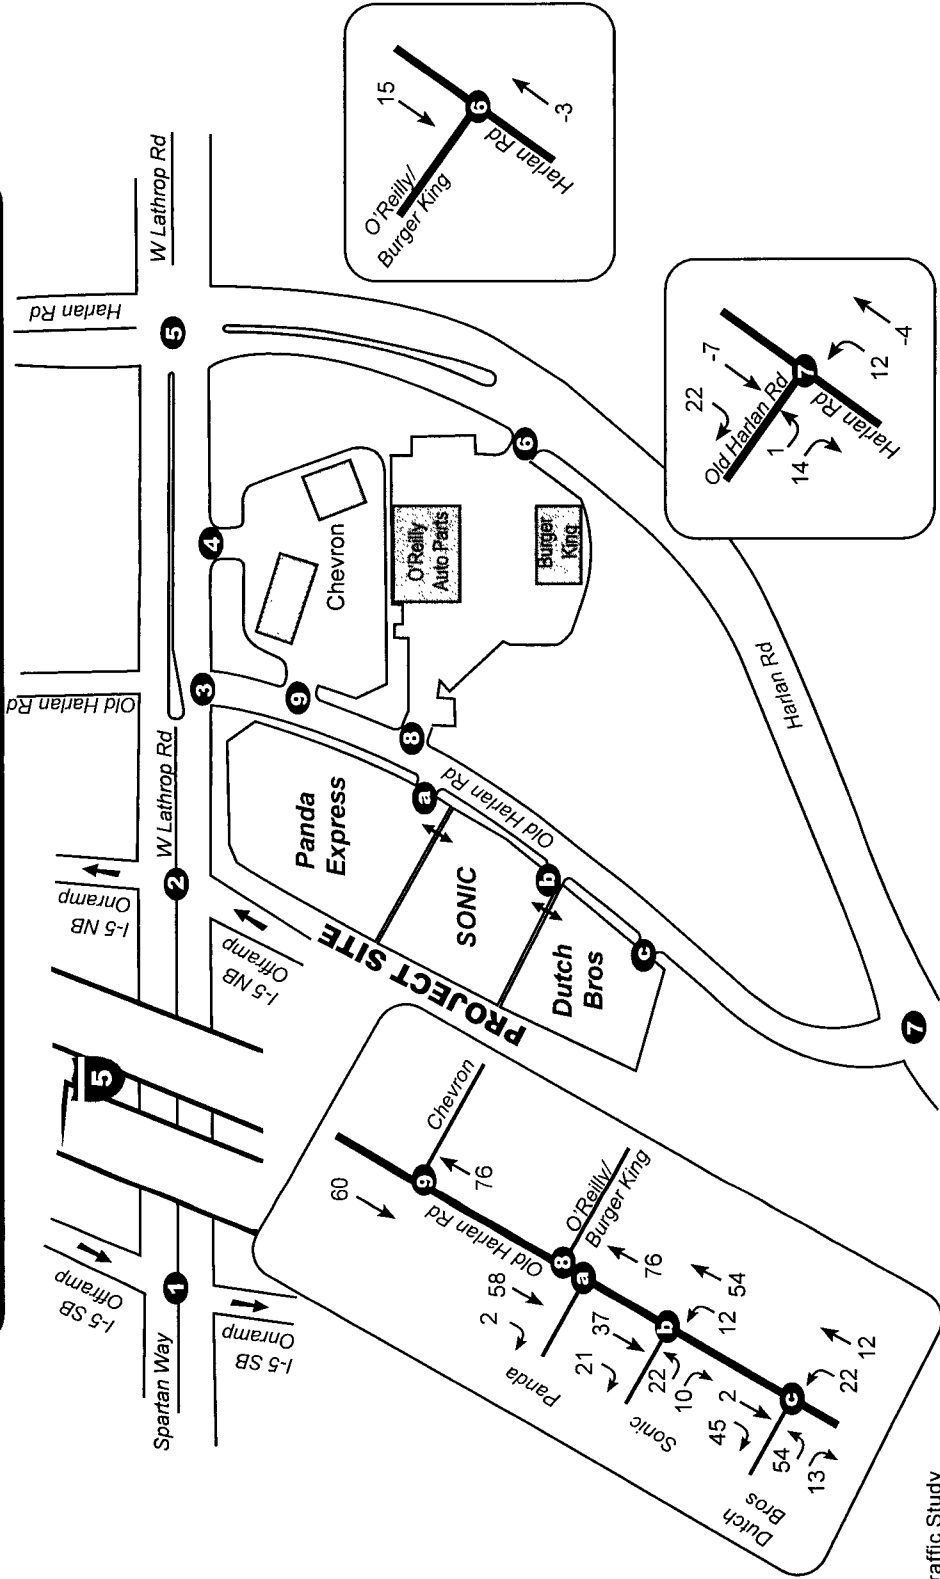 Spartan Way
I-5 SB
Offramp
I-5 SB
Onramp
1
5
I-5 NB
Onramp
I-5 NB
Offramp
2
W Lathrop Rd
Old Harlan Rd
3
4
5
Harlan Rd
W Lathrop Rd
PROJECT SITE
Panda
Express
SONIC
Dutch
Bros
a
b
c
9
8
Old Harlan Rd
Chevron
O'Reilly
Auto Parts
Burger
King
6
Harlan Rd
7
60
9
Chevron
76
Old Harlan Rd
8
O'Reilly/
Burger King
58
2
a
76
Panda
37
21
b
54
12
22
10
Sonic
2
45
c
12
22
54
13
Dutch
Bros
15
6
O'Reilly/
Burger King
Harlan Rd
-3
22
-7
Old Harlan Rd
7
1
14
Harlan Rd
12
-4
raffic Study